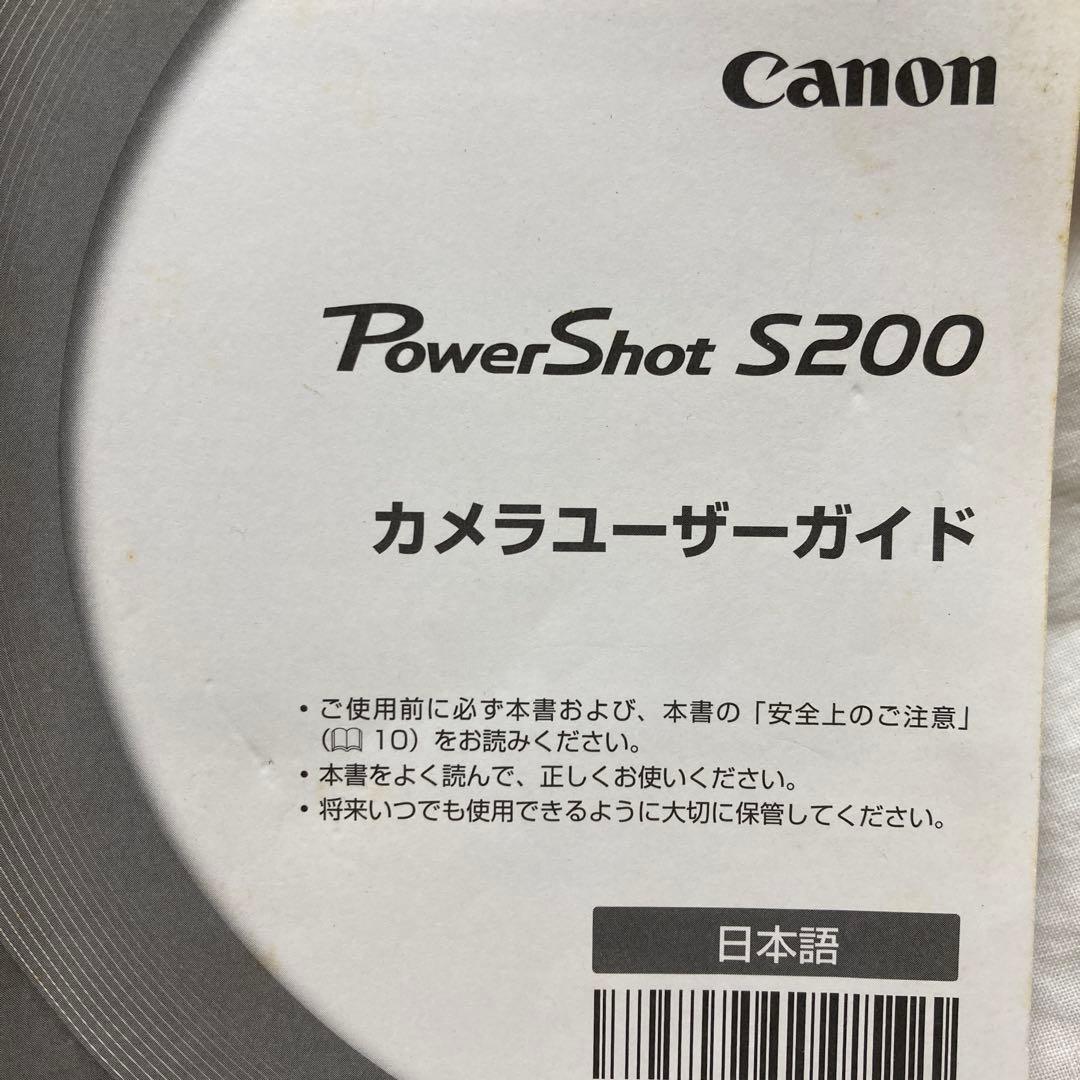 Canon
PowerShot S200
カメラユーザーガイド
・ご使用前に必ず本書および、本書の「安全上のご注意」
（📖 10）をお読みください。
・本書をよく読んで、正しくお使いください。
・将来いつでも使用できるように大切に保管してください。
日本語